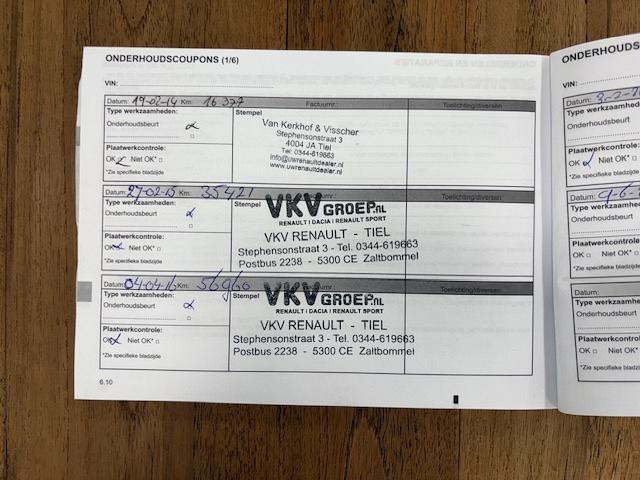 ONDERHOUDSCOUPONS (1/6)
VIN:
Datum: 19-02-14 Km: 16 377 Factuurnr.: Toelichting/diversen
Type werkzaamheden: Stempel
Onderhoudsbeurt
Van Kerkhof & Visscher
Stephensonstraat 3
4004 JA Tiel
Tel: 0344-619663
info@uwrenaultdealer.nl
www.uwrenaultdealer.nl
Plaatwerkcontrole:
OK Niet OK*
*Zie specifieke bladzijde
Datum: 27-02-15 Km: 35421 Toelichting/diversen
Type werkzaamheden: Stempel
Onderhoudsbeurt
VKV GROEP.nl
RENAULT | DACIA | RENAULT SPORT
VKV RENAULT - TIEL
Stephensonstraat 3 - Tel. 0344-619663
Postbus 2238 - 5300 CE Zaltbommel
Plaatwerkcontrole:
OK Niet OK*
*Zie specifieke bladzijde
Datum: 04-04-16 Km: 56960 Toelichting/diversen
Type werkzaamheden: Stempel
Onderhoudsbeurt
VKV GROEP.nl
RENAULT | DACIA | RENAULT SPORT
VKV RENAULT - TIEL
Stephensonstraat 3 - Tel. 0344-619663
Postbus 2238 - 5300 CE Zaltbommel
Plaatwerkcontrole:
OK Niet OK*
*Zie specifieke bladzijde
6.10
ONDERHOUDS
VIN:
Datum:
Type werkzaamheden:
Onderhoudsbeurt
Plaatwerkcontrole:
OK Niet OK*
*Zie specifieke bladzijde
Datum:
Type werkzaamheden:
Onderhoudsbeurt
Plaatwerkcontrole:
OK Niet OK*
*Zie specifieke bladzij
Datum:
Type werkzaamhede
Onderhoudsbeurt
Plaatwerkcontrole
OK Niet OK*
*Zie specifieke bladz